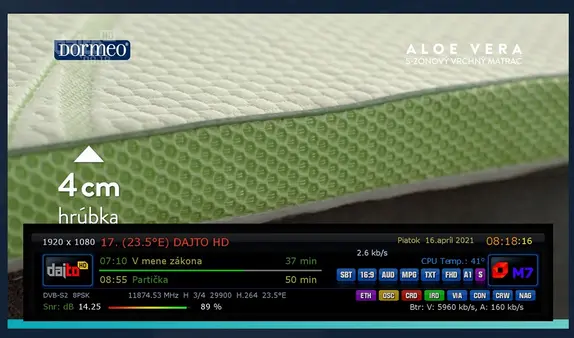 DORMEO
ALOE VERA
5-ZÓNOVÝ VRCHNÝ MATRAC
4 cm
hrúbka
1920 x 1080 17. (23.5°E) DAJTO HD Piatok 16.apríl 2021 08:18:16
2.6 kb/s
dajto HD
07:10 V mene zákona 37 min CPU Temp.: 41°
08:55 Partička 50 min
SBT 16:9 AUD MPG TXT FHD A1 S
M7
DVB-S2 8PSK 11874.53 MHz H 3/4 29900 H.264 23.5°E
ETH OSC CRD IRD VIA CON CRW NAG
Snr: dB 14.25 89 % Btr: V: 5960 kb/s, A: 160 kb/s